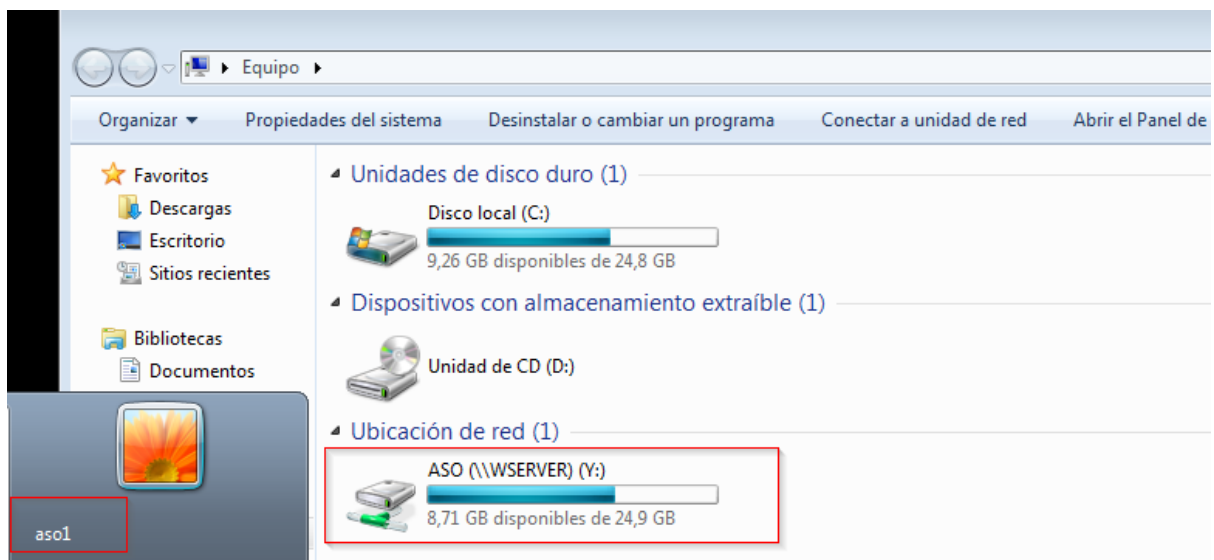 Equipo
Organizar Propiedades del sistema Desinstalar o cambiar un programa Conectar a unidad de red Abrir el Panel de
Favoritos
Descargas
Escritorio
Sitios recientes
Bibliotecas
Documentos
Unidades de disco duro (1)
Disco local (C:)
9,26 GB disponibles de 24,8 GB
Dispositivos con almacenamiento extraíble (1)
Unidad de CD (D:)
Ubicación de red (1)
ASO (\\WSERVER) (Y:)
8,71 GB disponibles de 24,9 GB
aso1